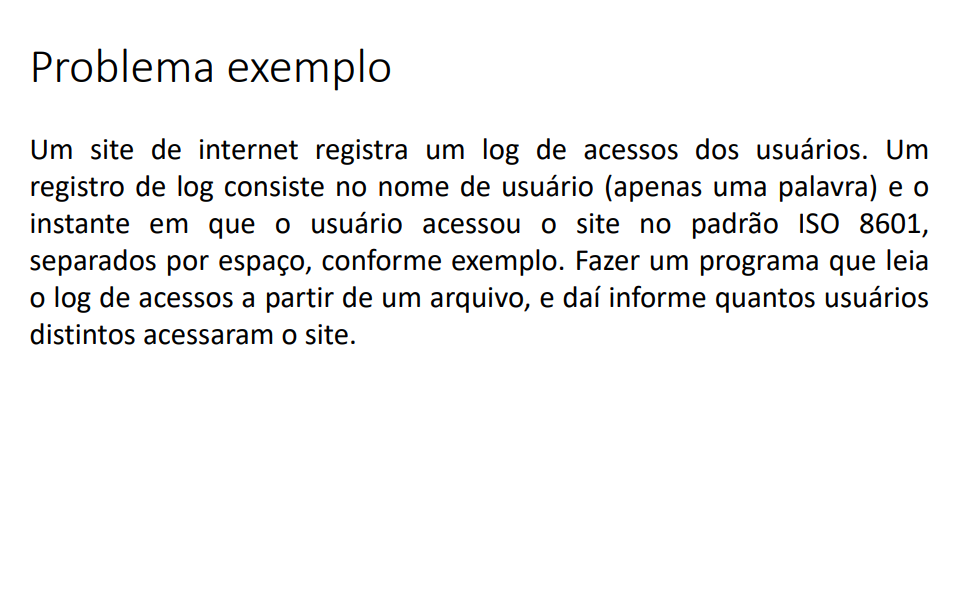 Problema exemplo
Um site de internet registra um log de acessos dos usuários. Um
registro de log consiste no nome de usuário (apenas uma palavra) e o
instante em que o usuário acessou o site no padrão ISO 8601,
separados por espaço, conforme exemplo. Fazer um programa que leia
o log de acessos a partir de um arquivo, e daí informe quantos usuários
distintos acessaram o site.